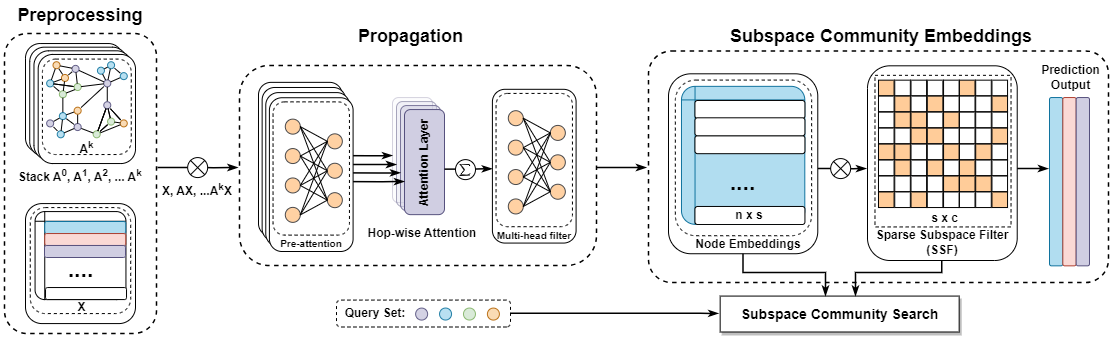 Preprocessing
A^k
Stack A^0, A^1, A^2, ... A^k
....
X
X, AX, ...A^kX
Propagation
Pre-attention
Attention Layer
Hop-wise Attention
Σ
Multi-head filter
Subspace Community Embeddings
....
n x s
Node Embeddings
s x c
Sparse Subspace Filter
(SSF)
Prediction
Output
Query Set:
Subspace Community Search